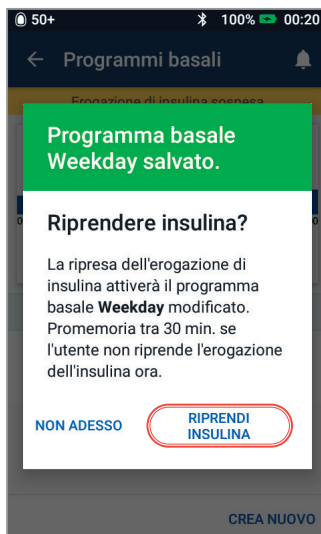 50+ 100% 00:20
Programmi basali
Erogazione di insulina sospesa
Programma basale
Weekday salvato.
Riprendere insulina?
La ripresa dell'erogazione di
insulina attiverà il programma
basale Weekday modificato.
Promemoria tra 30 min. se
l'utente non riprende l'erogazione
dell'insulina ora.
NON ADESSO
RIPRENDI
INSULINA
CREA NUOVO